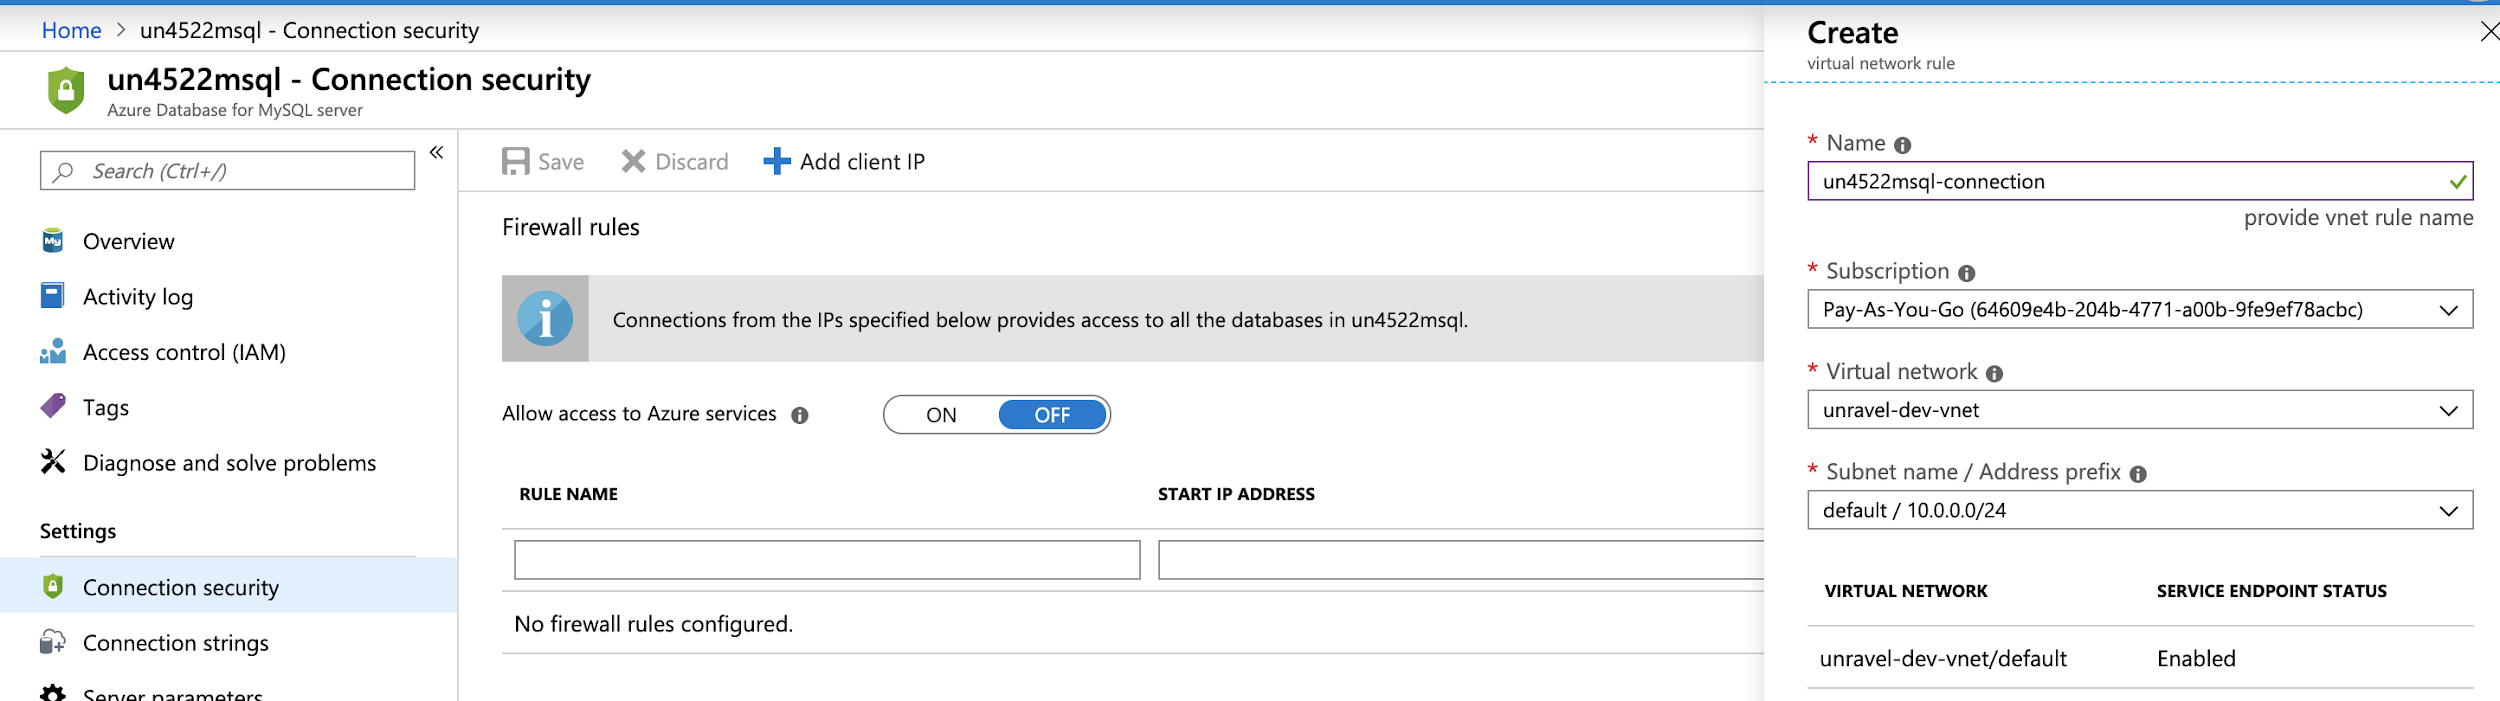 Home > un4522msql - Connection security
un4522msql - Connection security
Azure Database for MySQL server
Search (Ctrl+/)
«
My
Overview
Activity log
Access control (IAM)
Tags
Diagnose and solve problems
Settings
Connection security
Connection strings
Server parameters
Save
Discard
Add client IP
Firewall rules
Connections from the IPs specified below provides access to all the databases in un4522msql.
Allow access to Azure services
ON OFF
RULE NAME START IP ADDRESS
No firewall rules configured.
Create
virtual network rule
* Name
un4522msql-connection
provide vnet rule name
* Subscription
Pay-As-You-Go (64609e4b-204b-4771-a00b-9fe9ef78acbc)
* Virtual network
unravel-dev-vnet
* Subnet name / Address prefix
default / 10.0.0.0/24
VIRTUAL NETWORK SERVICE ENDPOINT STATUS
unravel-dev-vnet/default Enabled